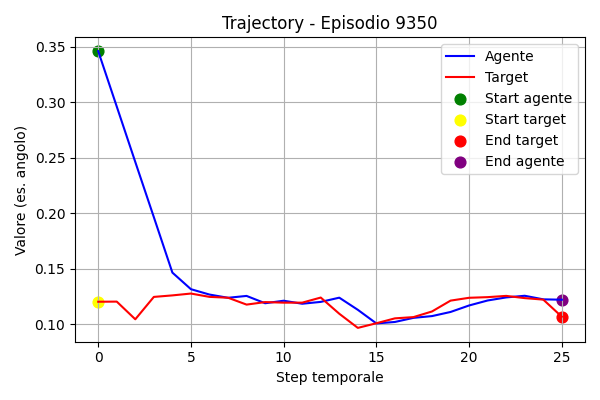 Trajectory - Episodio 9350
Agente
Target
Start agente
Start target
End target
End agente
Valore (es. angolo)
0.35
0.30
0.25
0.20
0.15
0.10
0 5 10 15 20 25
Step temporale